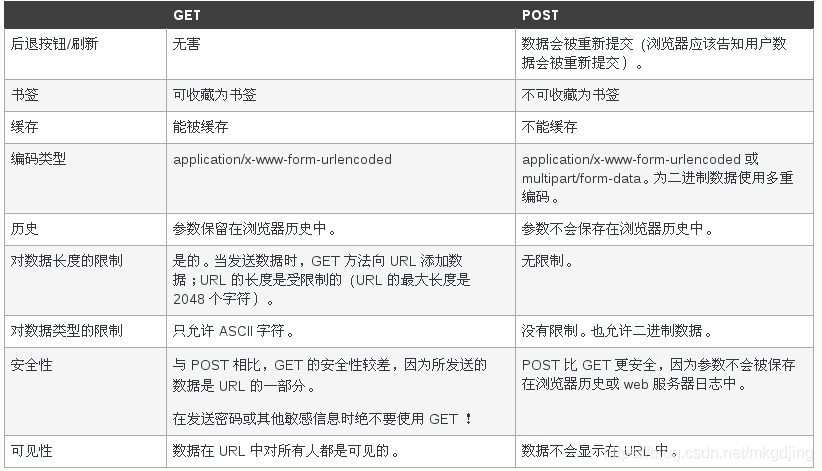 GET POST
后退按钮/刷新 无害 数据会被重新提交（浏览器应该告知用户数
据会被重新提交）。
书签 可收藏为书签 不可收藏为书签
缓存 能被缓存 不能缓存
编码类型 application/x-www-form-urlencoded application/x-www-form-urlencoded 或
multipart/form-data。为二进制数据使用多重
编码。
历史 参数保留在浏览器历史中。 参数不会保存在浏览器历史中。
对数据长度的限制 是的。当发送数据时，GET 方法向 URL 添加数 无限制。
据；URL 的长度是受限制的（URL 的最大长度是
2048 个字符）。
对数据类型的限制 只允许 ASCII 字符。 没有限制。也允许二进制数据。
安全性 与 POST 相比，GET 的安全性较差，因为所发送的 POST 比 GET 更安全，因为参数不会被保存
数据是 URL 的一部分。 在浏览器历史或 web 服务器日志中。
在发送密码或其他敏感信息时绝不要使用 GET ！
可见性 数据在 URL 中对所有人都是可见的。 数据不会显示在 URL 中。
blog.csdn.net/mkgdjing